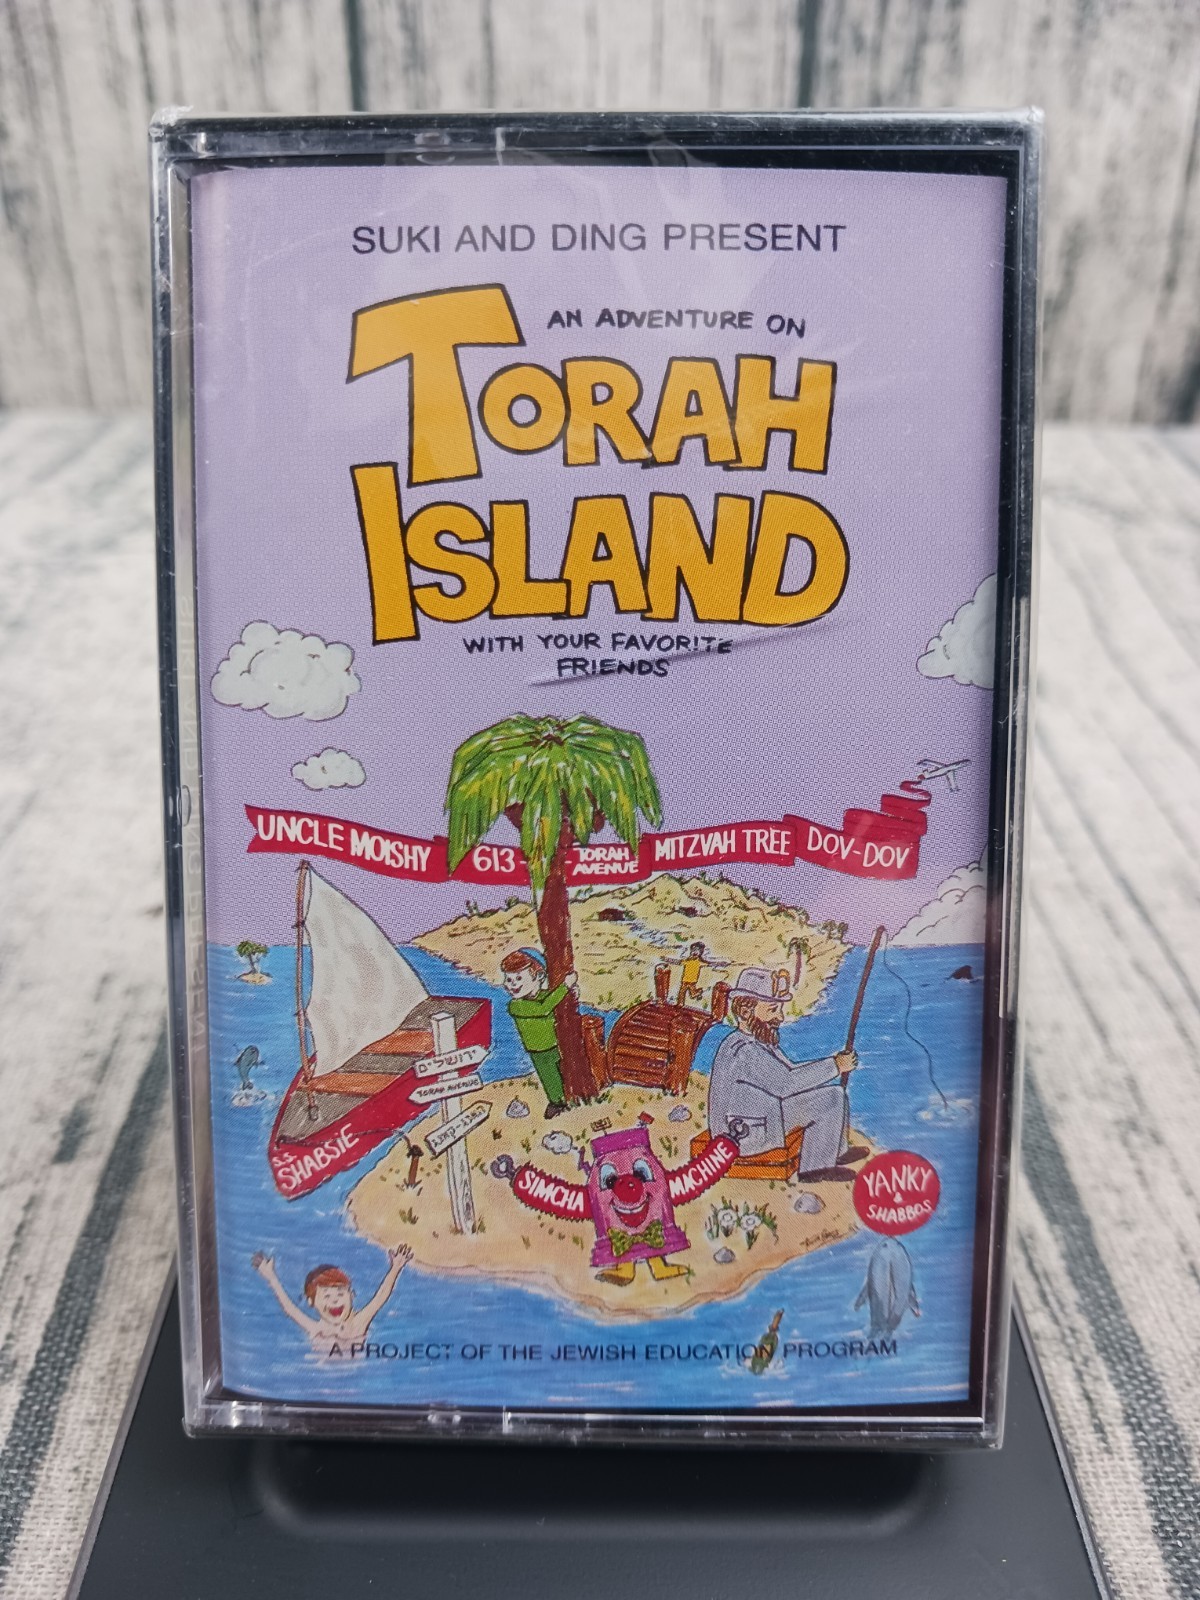 SUKI AND DING PRESENT
AN ADVENTURE ON
TORAH
ISLAND
WITH YOUR FAVORITE
FRIENDS
UNCLE MOISHY 613 - TORAH AVENUE MITZVAH TREE DOV-DOV
ירושלים
TORAH AVENUE
S.S.
SHABSIE
SIMCHA MACHINE
YANKY
&
SHABBOS
A PROJECT OF THE JEWISH EDUCATION PROGRAM